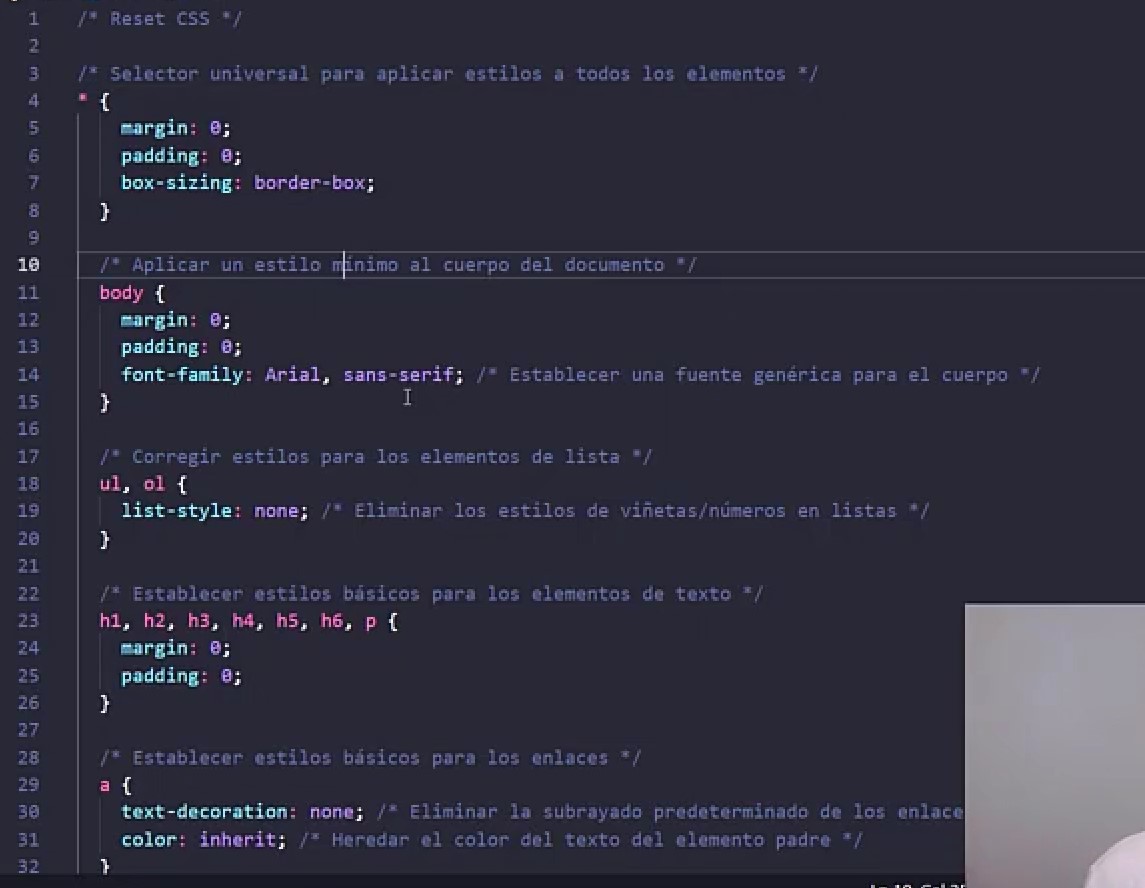 1 /* Reset CSS */
2
3 /* Selector universal para aplicar estilos a todos los elementos */
4 * {
5 margin: 0;
6 padding: 0;
7 box-sizing: border-box;
8 }
9
10 /* Aplicar un estilo mínimo al cuerpo del documento */
11 body {
12 margin: 0;
13 padding: 0;
14 font-family: Arial, sans-serif; /* Establecer una fuente genérica para el cuerpo */
15 }
16
17 /* Corregir estilos para los elementos de lista */
18 ul, ol {
19 list-style: none; /* Eliminar los estilos de viñetas/números en listas */
20 }
21
22 /* Establecer estilos básicos para los elementos de texto */
23 h1, h2, h3, h4, h5, h6, p {
24 margin: 0;
25 padding: 0;
26 }
27
28 /* Establecer estilos básicos para los enlaces */
29 a {
30 text-decoration: none; /* Eliminar la subrayado predeterminado de los enlace
31 color: inherit; /* Heredar el color del texto del elemento padre */
32 }